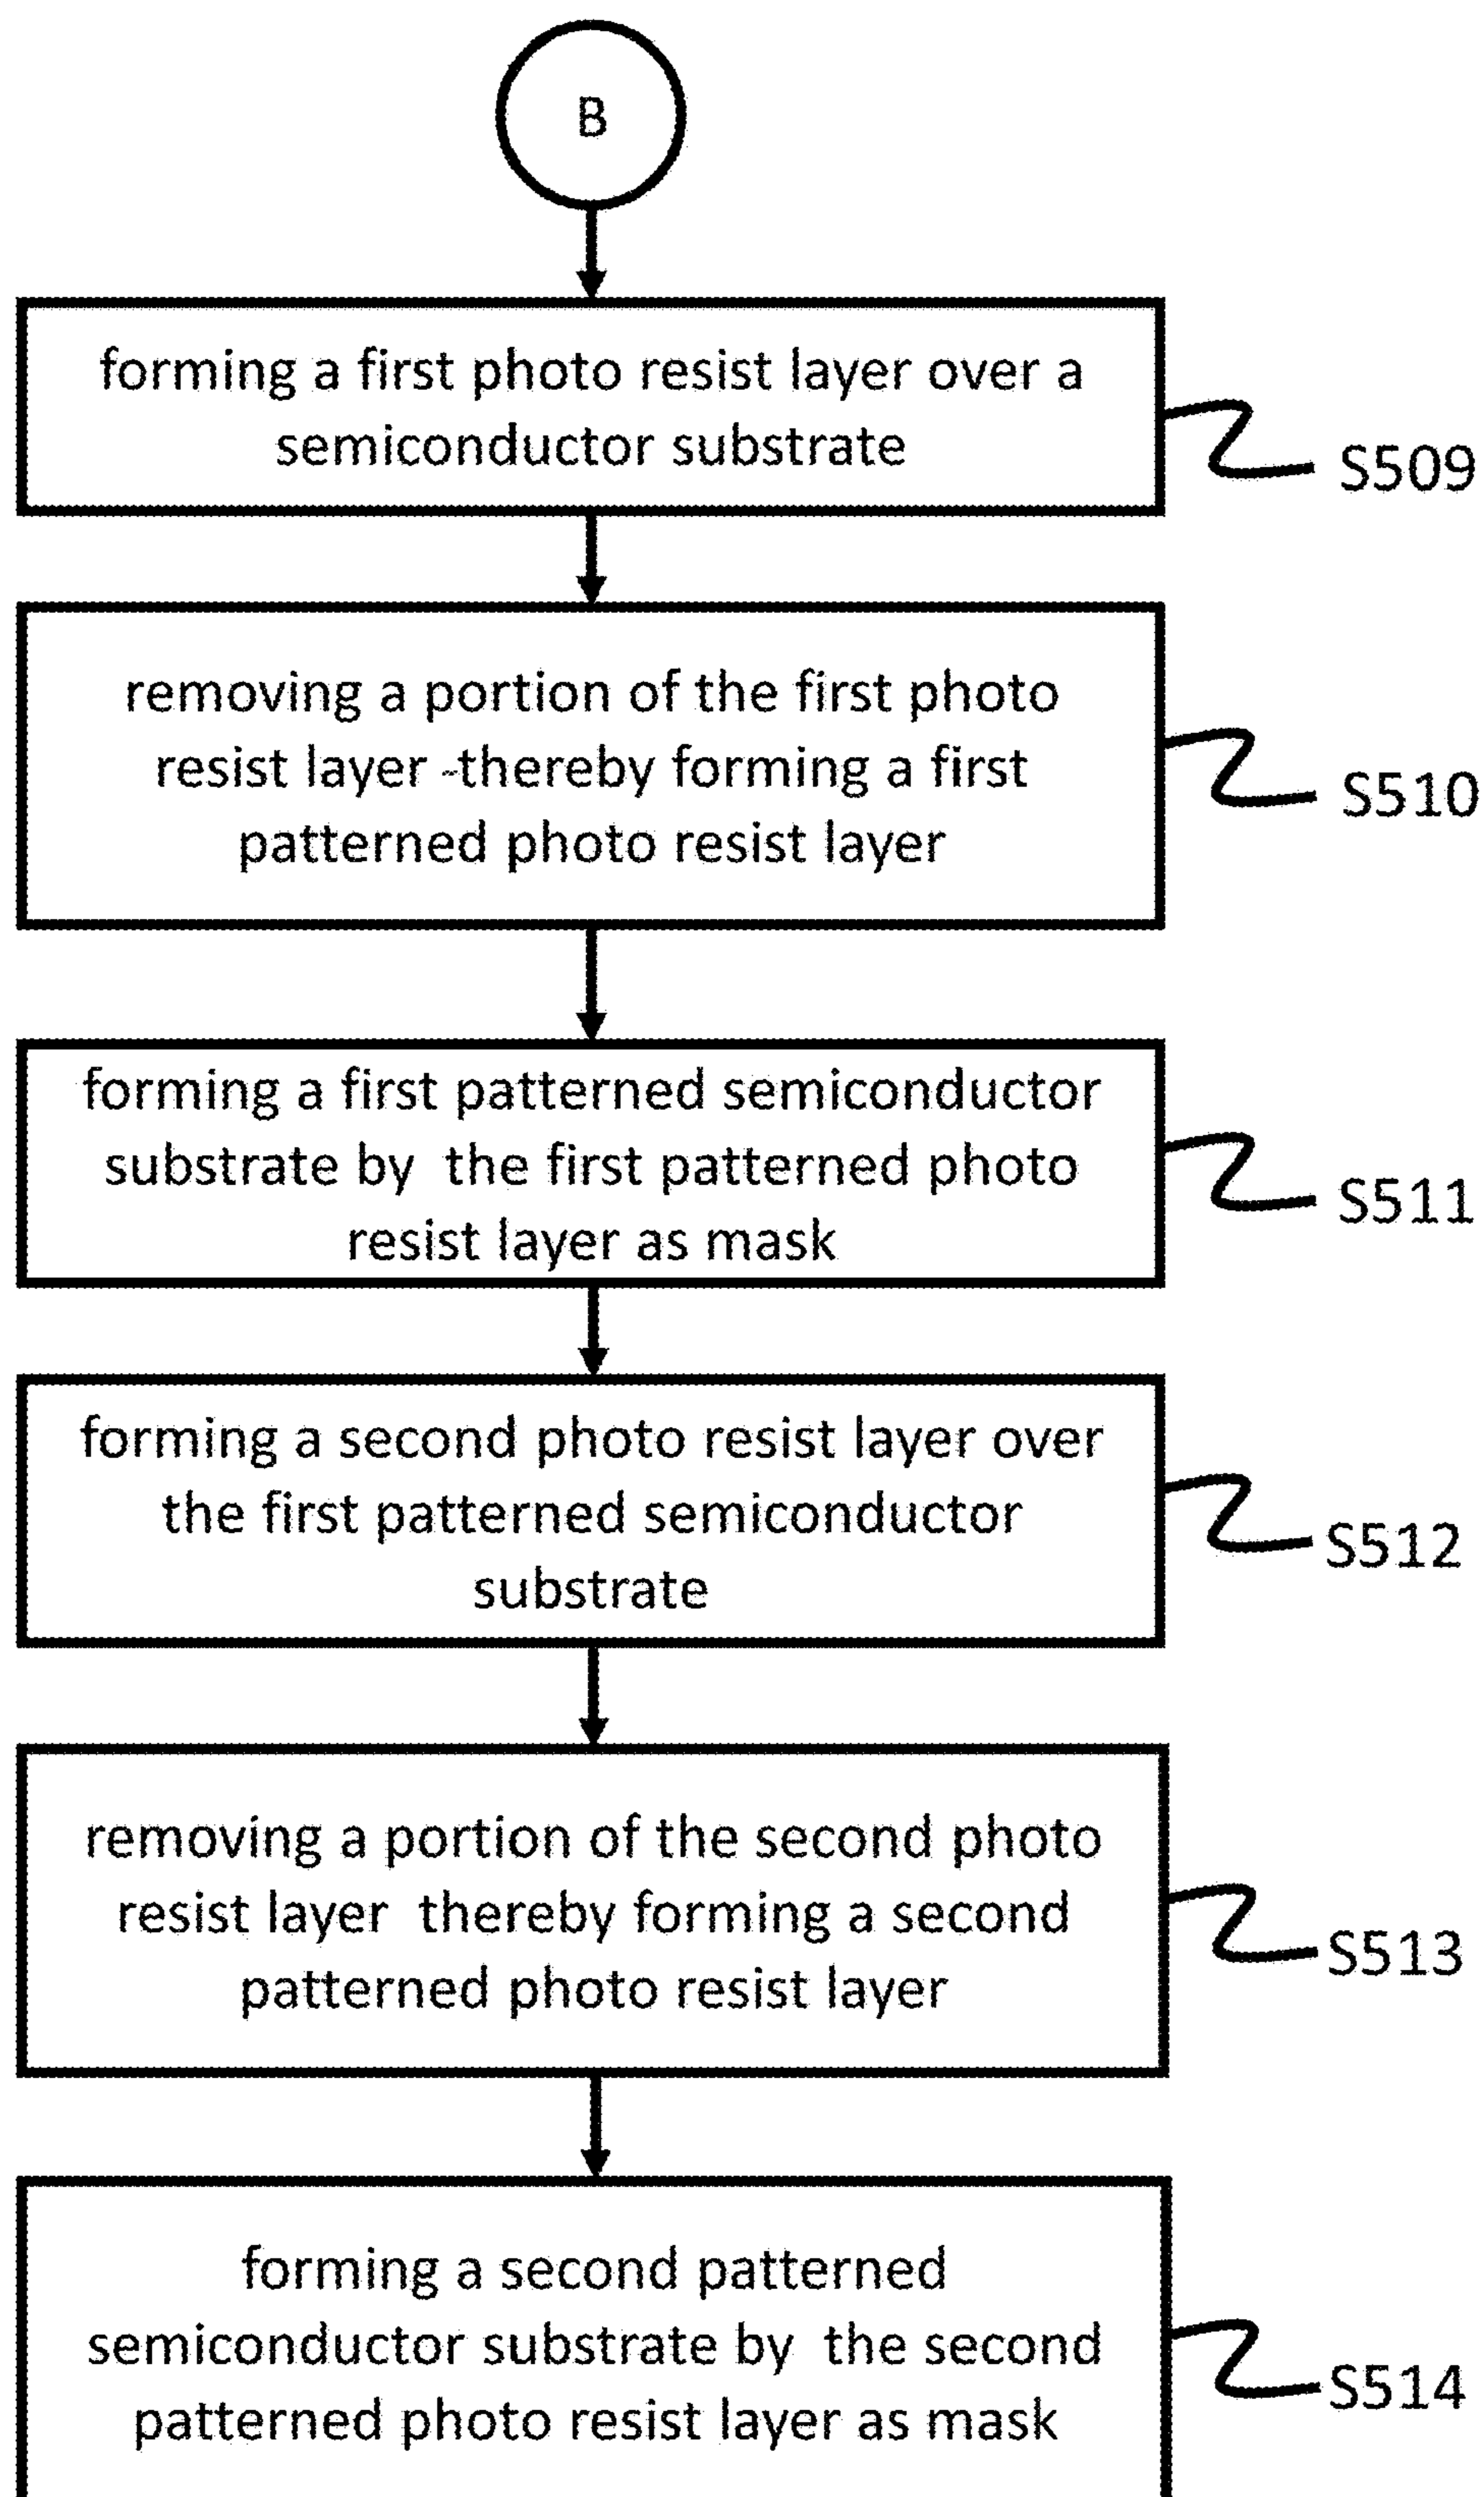 B
forming a first photo resist layer over a
semiconductor substrate
S509
removing a portion of the first photo
resist layer -thereby forming a first
patterned photo resist layer
S510
forming a first patterned semiconductor
substrate by  the first patterned photo
resist layer as mask
S511
forming a second photo resist layer over
the first patterned semiconductor
substrate
S512
removing a portion of the second photo
resist layer  thereby forming a second
patterned photo resist layer
S513
forming a second patterned
semiconductor substrate by  the second
patterned photo resist layer as mask
S514